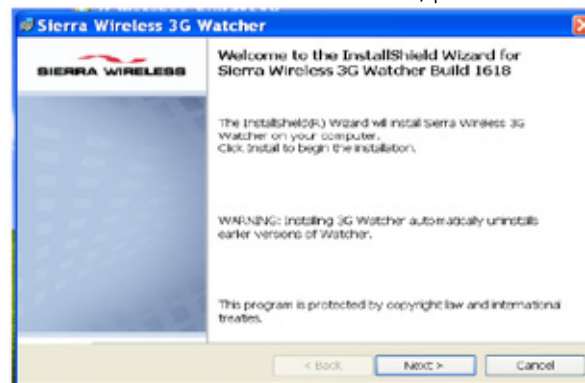 Sierra Wireless 3G Watcher
SIERRA WIRELESS
Welcome to the InstallShield Wizard for
Sierra Wireless 3G Watcher Build 1618
The InstallShield(R) Wizard will install Sierra Wireless 3G
Watcher on your computer.
Click Install to begin the installation.
WARNING: Installing 3G Watcher automatically uninstalls
earlier versions of Watcher.
This program is protected by copyright law and international
treaties.
< Back
Next >
Cancel